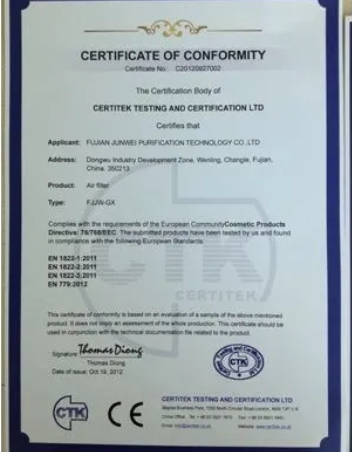 CERTIFICATE OF CONFORMITY
Certificate No.: C20120927002
The Certification Body of
CERTITEK TESTING AND CERTIFICATION LTD
Certifies that
Applicant: FUJIAN JUNWEI PURIFICATION TECHNOLOGY CO.,LTD
Address: Dongwu Industry Development Zone, Wenling, Changle, Fujian,
China. 350213
Product: Air filter
Type: FJJW-GX
Complies with the requirements of the European CommunityCosmetic Products
Directive: 76/768/EEC. The submitted products have been tested by us and found
in compliance with the following European Standards:
EN 1822-1:2011
EN 1822-2:2011
EN 1822-3:2011
EN 779:2012
CTK
CERTITEK
This certificate of conformity is based on an evaluation of a sample of the above mentioned
product. It does not imply an assessment of the whole production. This certificate should be
used in conjunction with the technical documentation file related to the product.
Signature Thomas Diong
Thomas Diong
Date of issue: Oct 19, 2012
CTK
CTK
CE
CERTITEK TESTING AND CERTIFICATION LTD